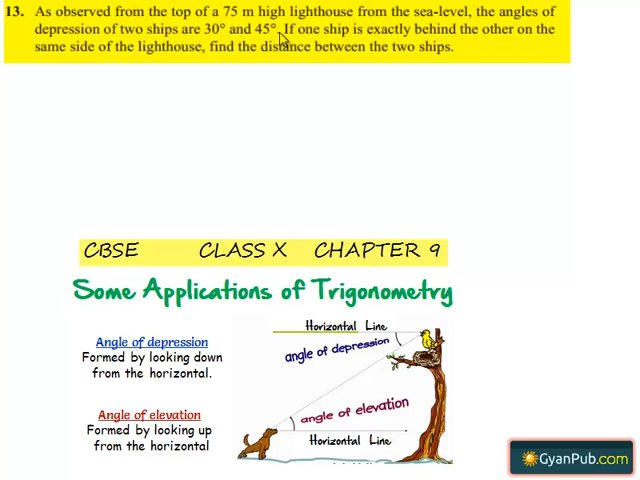 13. As observed from the top of a 75 m high lighthouse from the sea-level, the angles of
depression of two ships are 30° and 45°. If one ship is exactly behind the other on the
same side of the lighthouse, find the distance between the two ships.
CBSE CLASS X CHAPTER 9
Some Applications of Trigonometry
Angle of depression
Formed by looking down
from the horizontal.
Angle of elevation
Formed by looking up
from the horizontal
Horizontal Line
angle of depression
angle of elevation
Horizontal Line
GyanPub.com